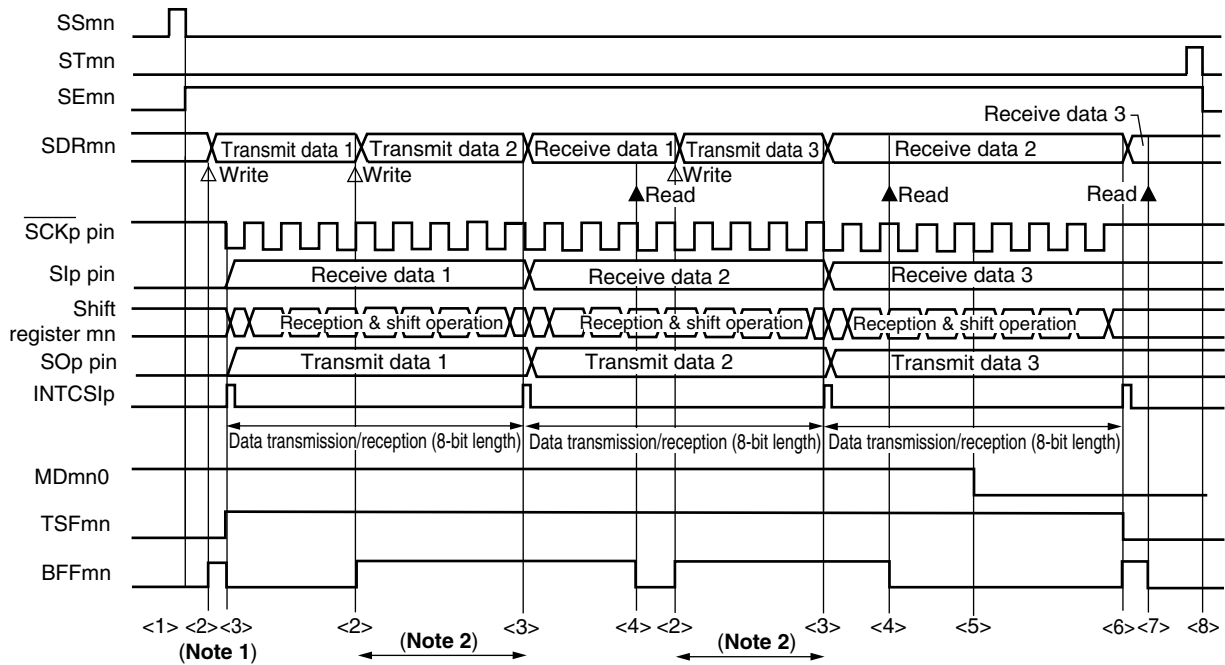 SSmn
STmn
SEmn
Receive data 3
SDRmn Transmit data 1 Transmit data 2 Receive data 1 Transmit data 3 Receive data 2
△Write △Write △Write
▲Read ▲Read Read▲
SCKp pin
SIp pin Receive data 1 Receive data 2 Receive data 3
Shift
register mn Reception & shift operation Reception & shift operation Reception & shift operation
SOp pin Transmit data 1 Transmit data 2 Transmit data 3
INTCSIp
Data transmission/reception (8-bit length) Data transmission/reception (8-bit length) Data transmission/reception (8-bit length)
MDmn0
TSFmn
BFFmn
<1> <2><3> <2> <3> <4> <2> <3> <4> <5> <6><7> <8>
(Note 1) (Note 2) (Note 2)